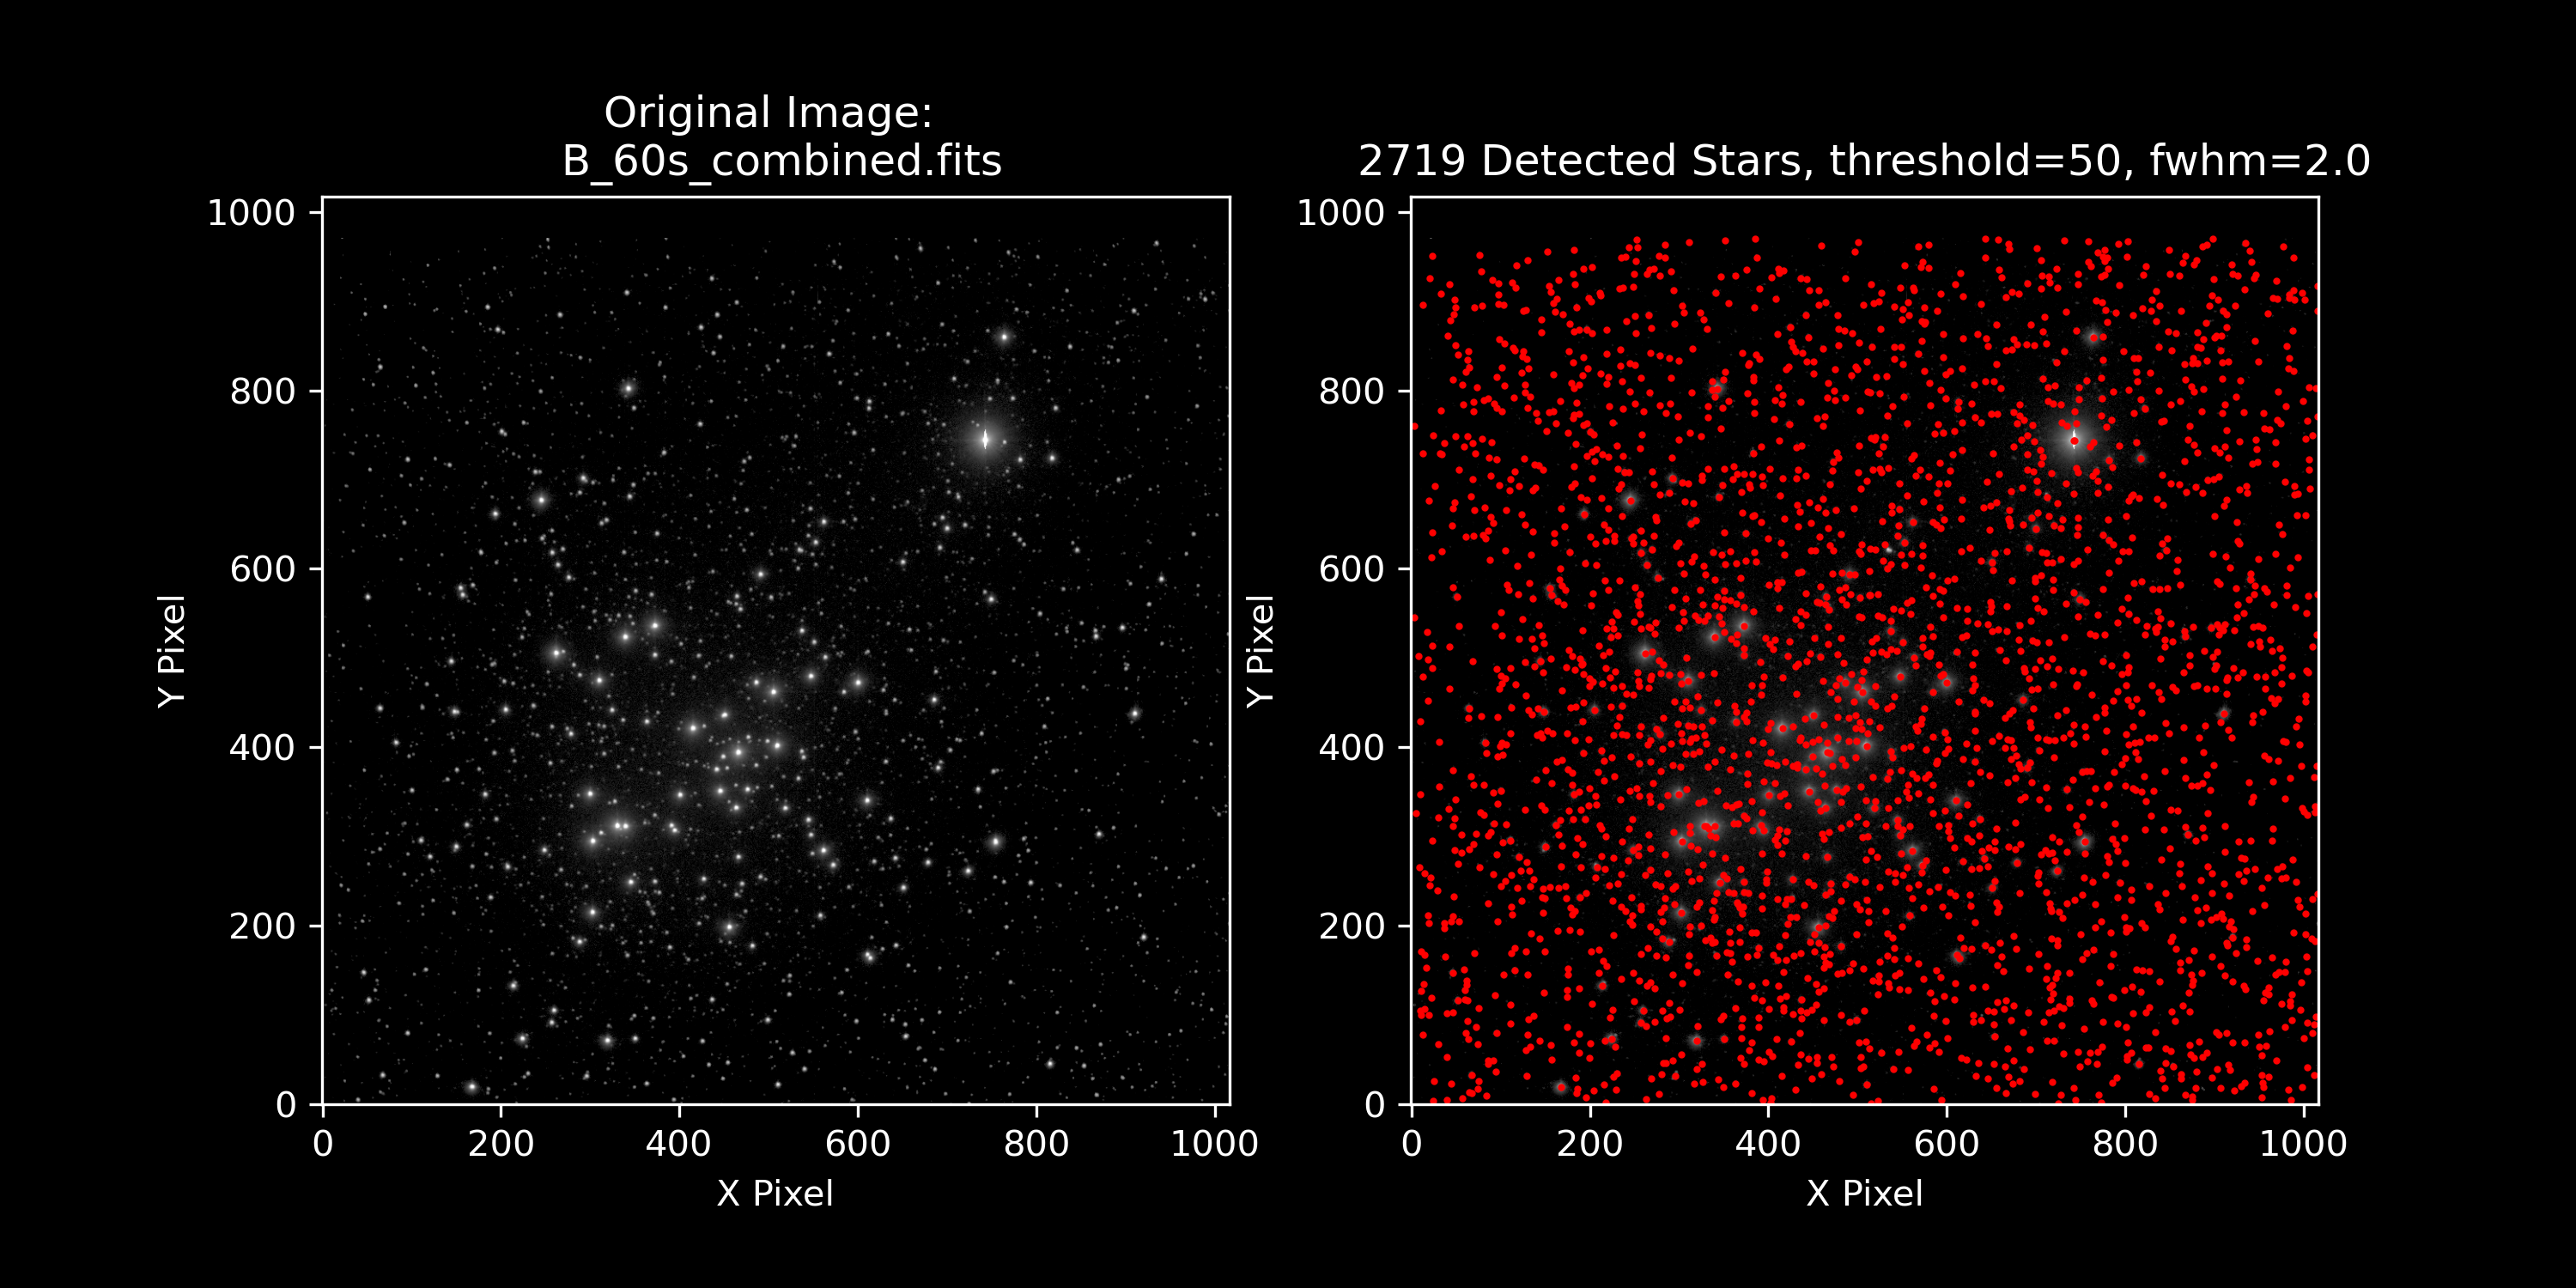 Original Image:
B_60s_combined.fits
1000
800
600
400
200
0
Y Pixel
0 200 400 600 800 1000
X Pixel
2719 Detected Stars, threshold=50, fwhm=2.0
1000
800
600
400
200
0
Y Pixel
0 200 400 600 800 1000
X Pixel